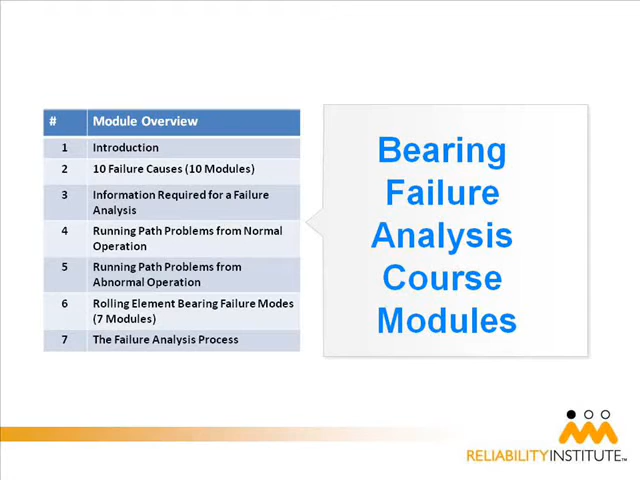 # Module Overview
1 Introduction
2 10 Failure Causes (10 Modules)
3 Information Required for a Failure
Analysis
4 Running Path Problems from Normal
Operation
5 Running Path Problems from
Abnormal Operation
6 Rolling Element Bearing Failure Modes
(7 Modules)
7 The Failure Analysis Process
Bearing
Failure
Analysis
Course
Modules
RELIABILITYINSTITUTE™